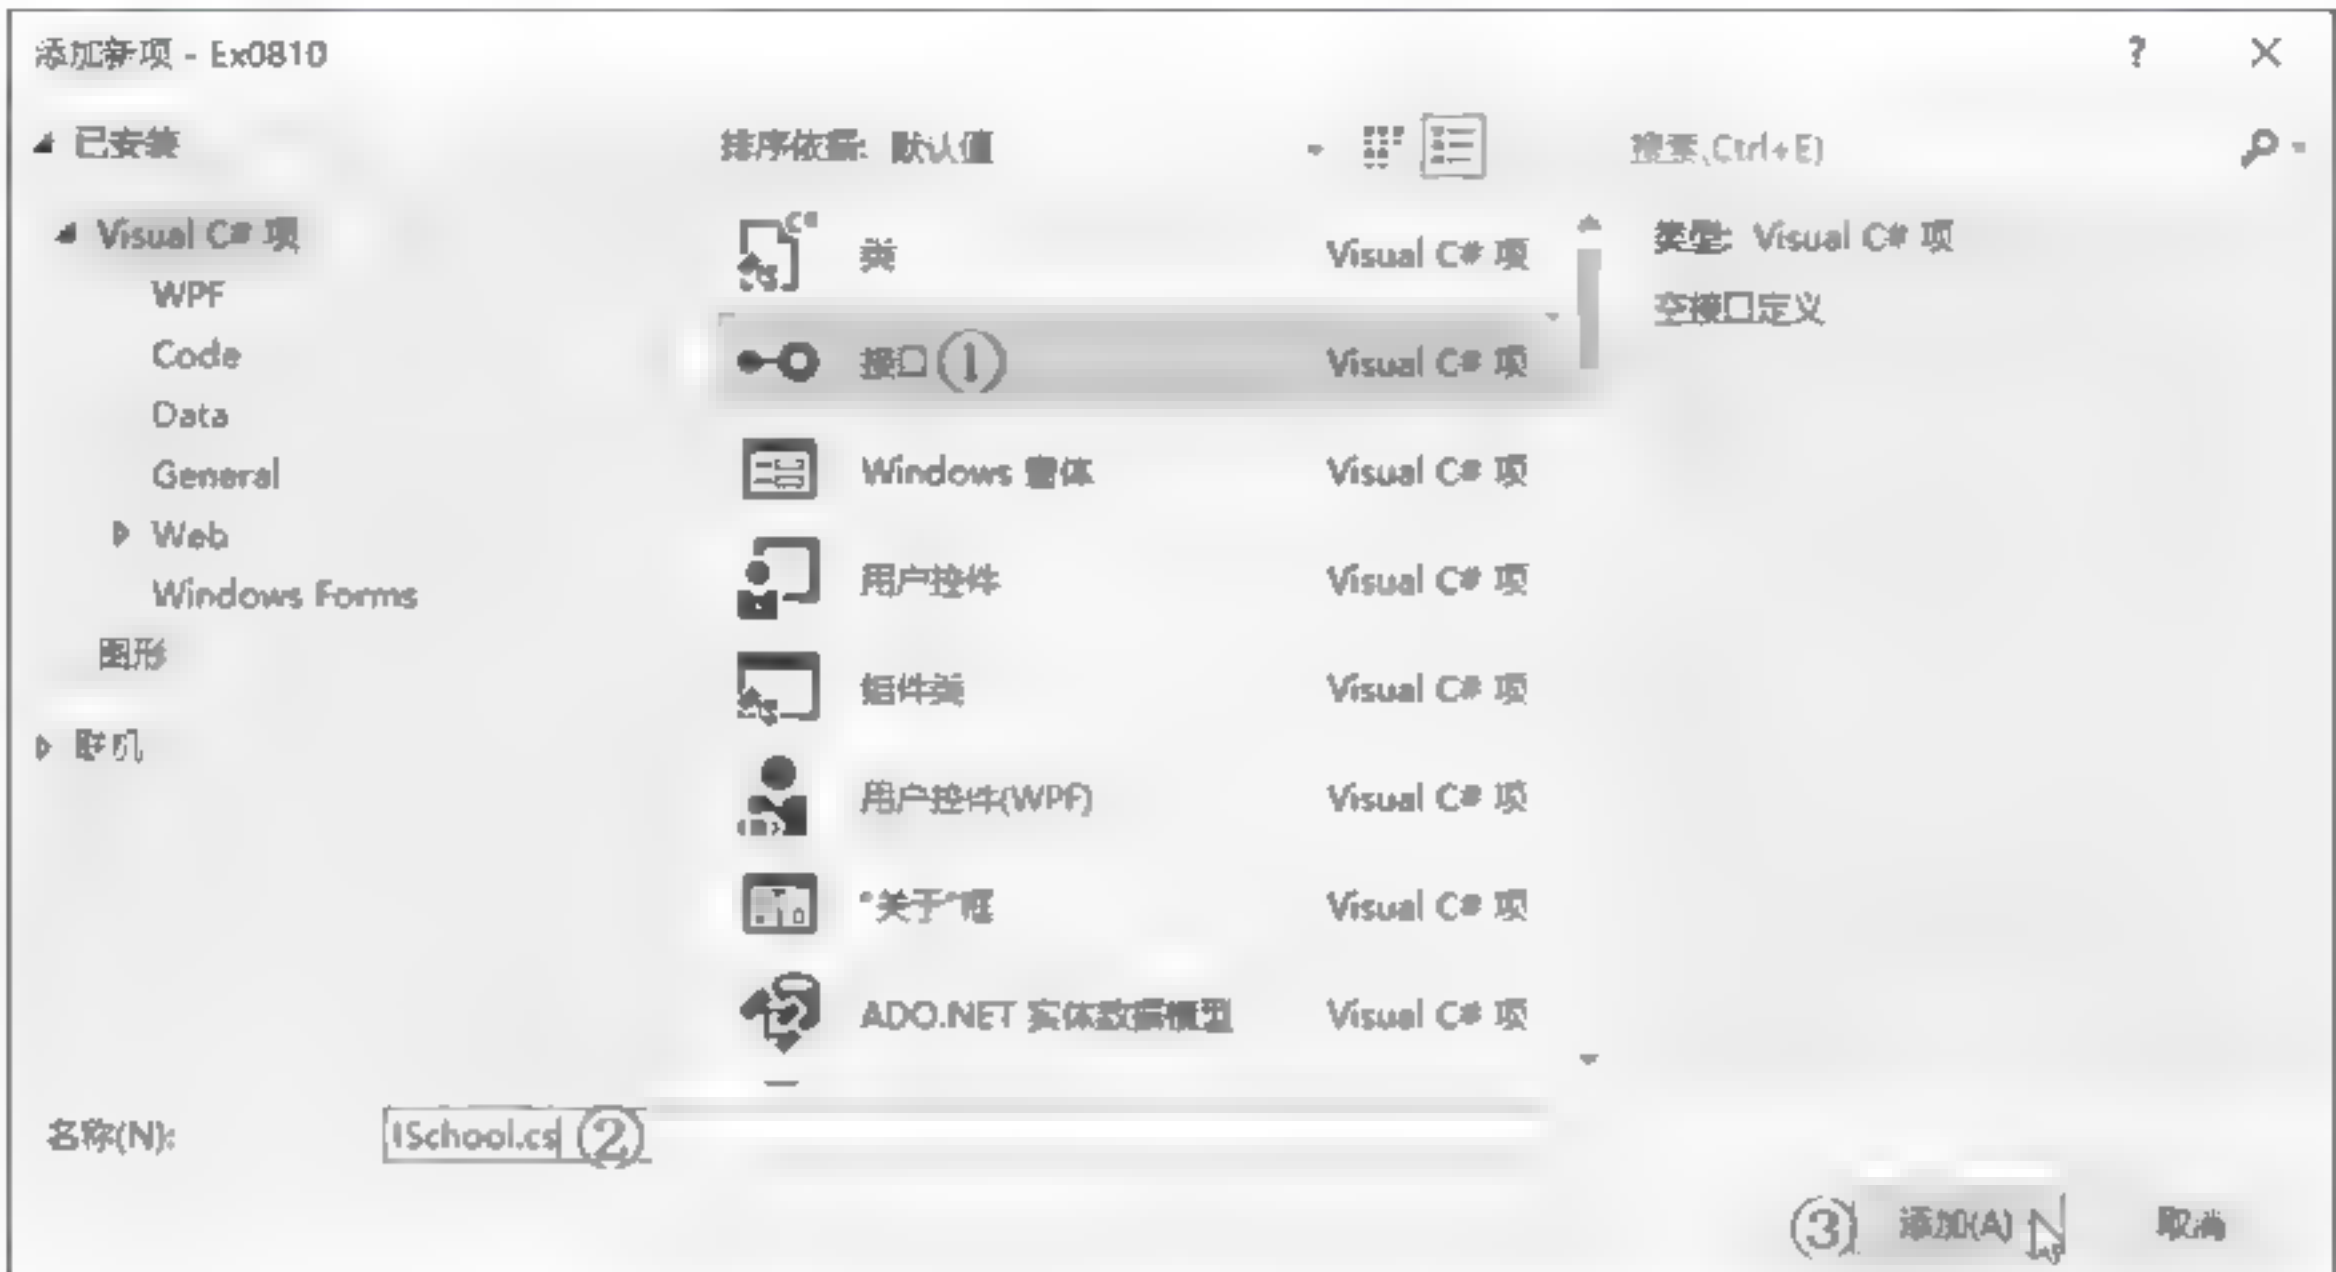 添加新项 - Ex0810
?
已安装
Visual C# 项
WPF
Code
Data
General
Web
Windows Forms
图形
联机
排序依据: 默认值
搜索(Ctrl+E)
类 Visual C# 项
接口 ① Visual C# 项
Windows 窗体 Visual C# 项
用户控件 Visual C# 项
组件类 Visual C# 项
用户控件(WPF) Visual C# 项
"关于"框 Visual C# 项
ADO.NET 实体数据模型 Visual C# 项
类型: Visual C# 项
空接口定义
名称(N): ISchool.cs ②
③ 添加(A) 取消